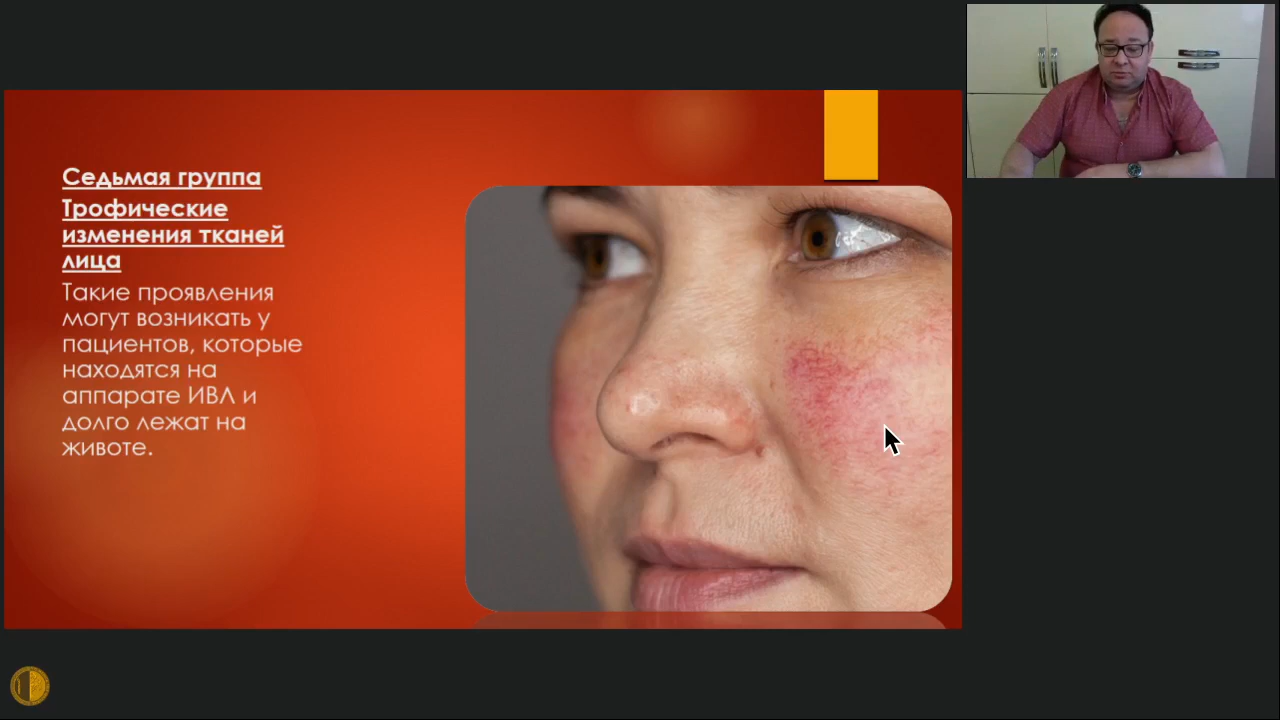 Седьмая группа
Трофические
изменения тканей
лица
Такие проявления
могут возникать у
пациентов, которые
находятся на
аппарате ИВЛ и
долго лежат на
животе.